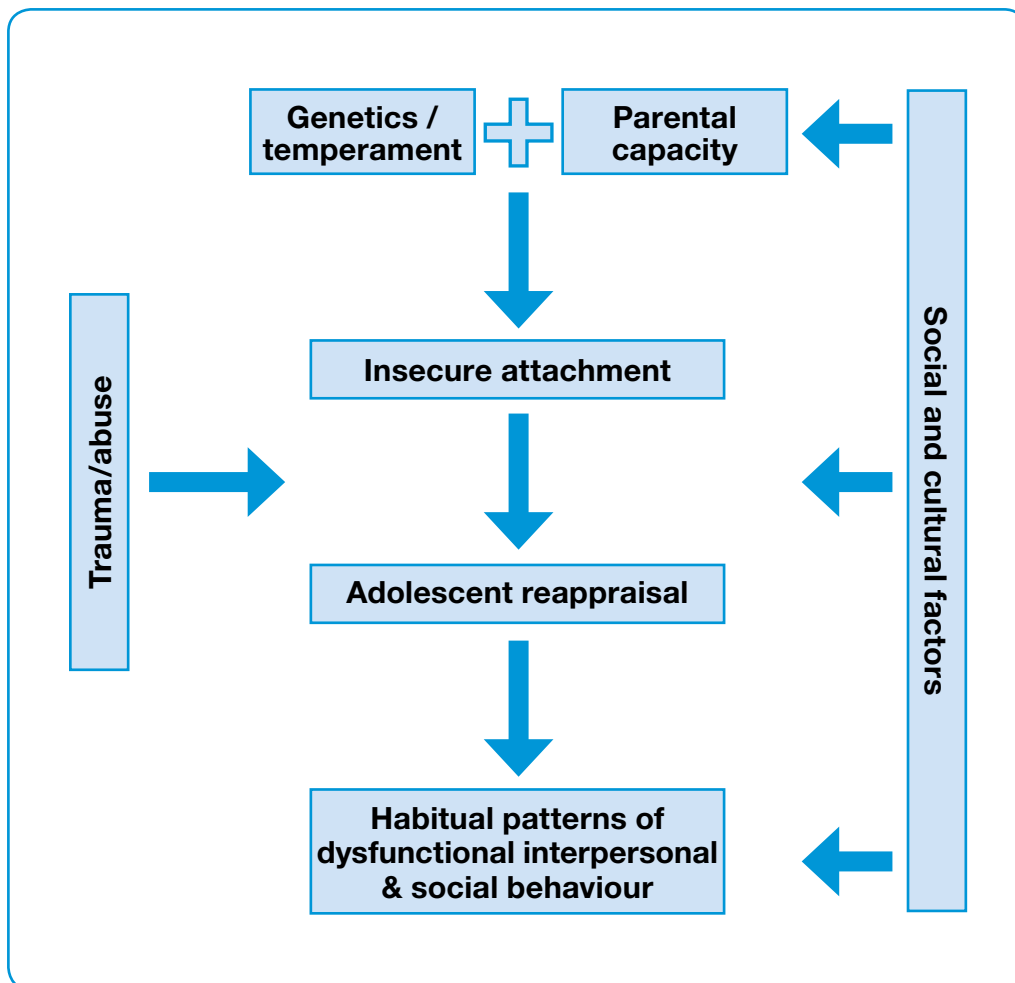 Genetics /
temperament
Parental
capacity
Insecure attachment
Trauma/abuse
Social and cultural factors
Adolescent reappraisal
Habitual patterns of
dysfunctional interpersonal
& social behaviour